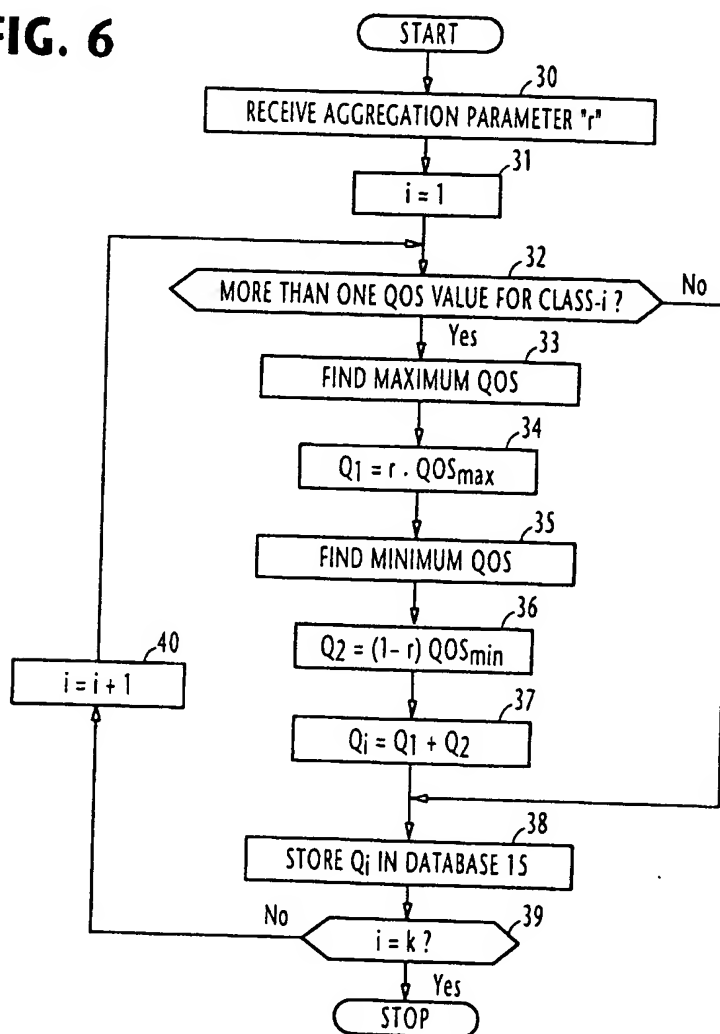 FIG. 6
START
30
RECEIVE AGGREGATION PARAMETER "r"
31
i = 1
32
MORE THAN ONE QOS VALUE FOR CLASS-i ?
No
Yes
33
FIND MAXIMUM QOS
34
Q1 = r . QOSmax
35
FIND MINIMUM QOS
36
Q2 = (1- r) QOSmin
40
i = i + 1
37
Qi = Q1 + Q2
38
STORE Qi IN DATABASE 15
No
39
i = k ?
Yes
STOP